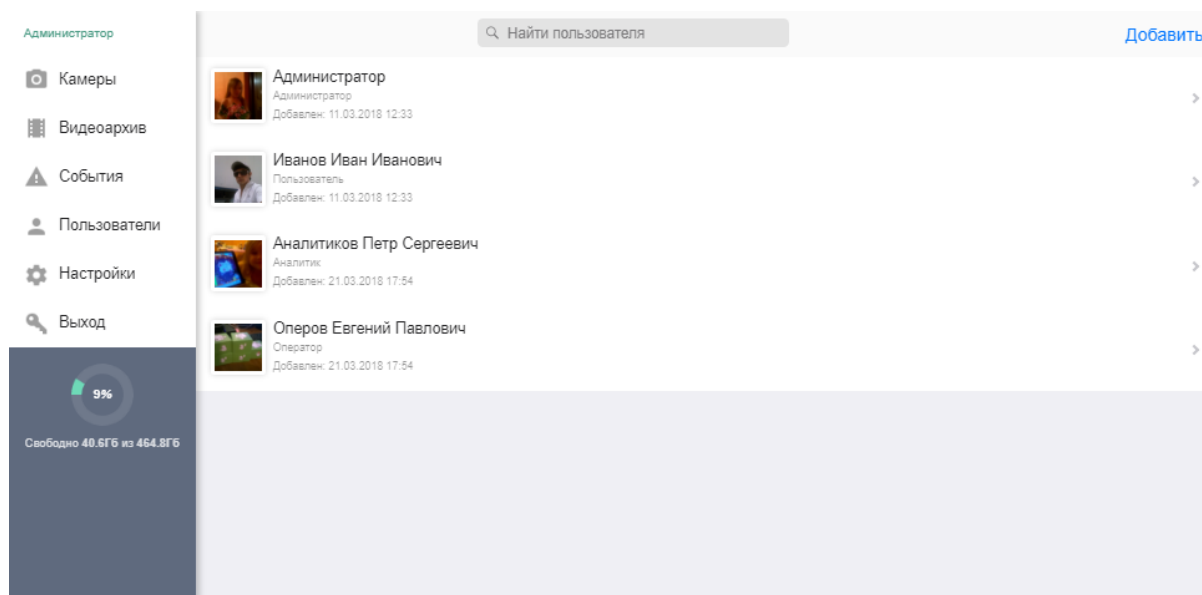 Администратор
Камеры
Видеоархив
События
Пользователи
Настройки
Выход
9%
Свободно 40.6Гб из 464.8Гб
Найти пользователя
Добавить
Администратор
Администратор
Добавлен: 11.03.2018 12:33
Иванов Иван Иванович
Пользователь
Добавлен: 11.03.2018 12:33
Аналитиков Петр Сергеевич
Аналитик
Добавлен: 21.03.2018 17:54
Оперов Евгений Павлович
Оператор
Добавлен: 21.03.2018 17:54